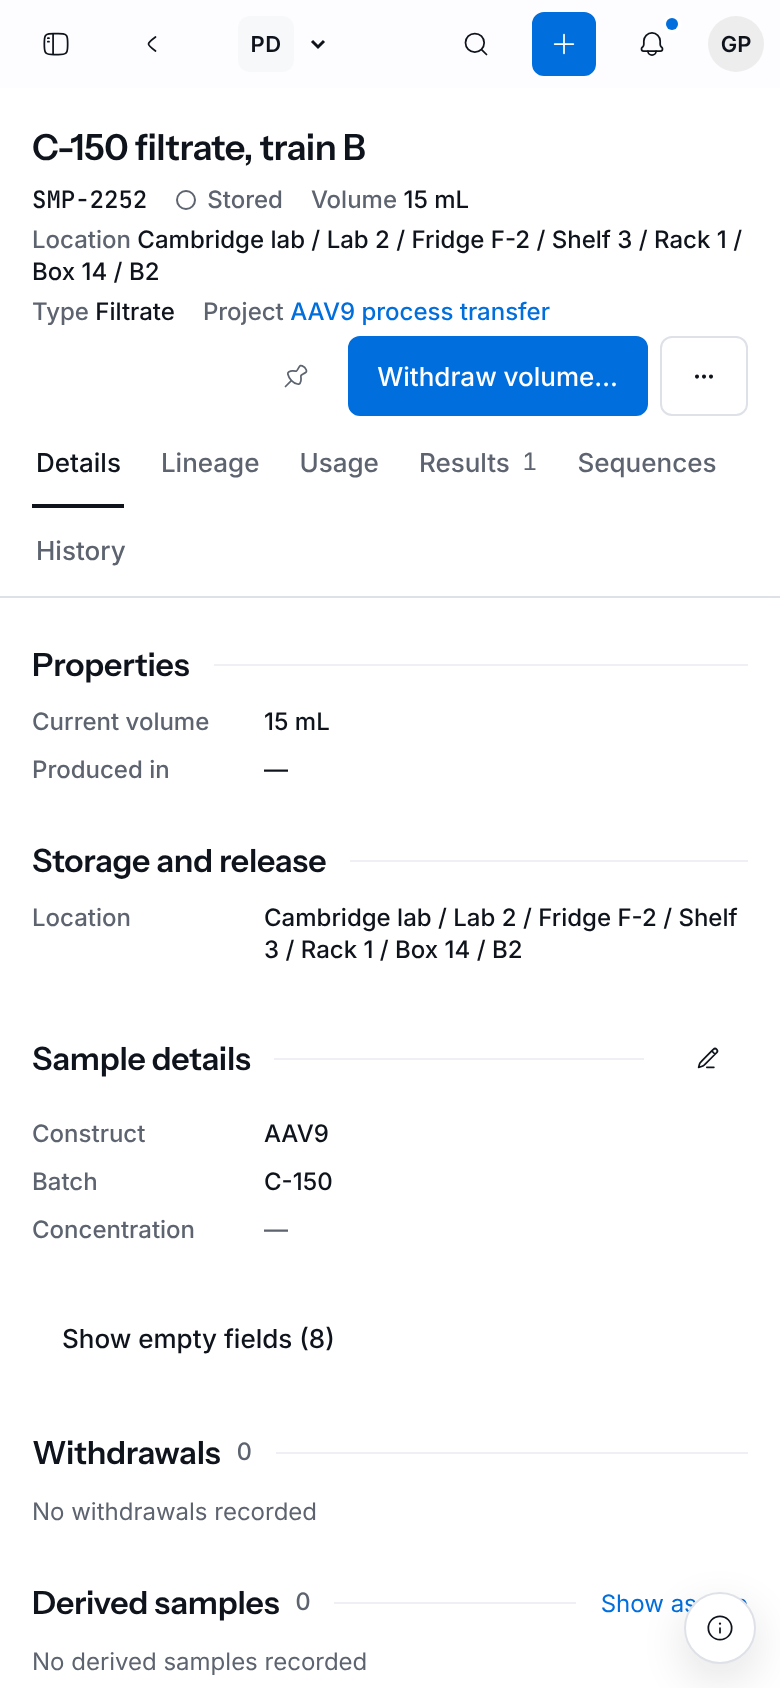 PD
GP
C-150 filtrate, train B
SMP-2252 Stored Volume 15 mL
Location Cambridge lab / Lab 2 / Fridge F-2 / Shelf 3 / Rack 1 /
Box 14 / B2
Type Filtrate Project AAV9 process transfer
Withdraw volume...
Details Lineage Usage Results 1 Sequences
History
Properties
Current volume 15 mL
Produced in —
Storage and release
Location Cambridge lab / Lab 2 / Fridge F-2 / Shelf
3 / Rack 1 / Box 14 / B2
Sample details
Construct AAV9
Batch C-150
Concentration —
Show empty fields (8)
Withdrawals 0
No withdrawals recorded
Derived samples 0 Show as
No derived samples recorded